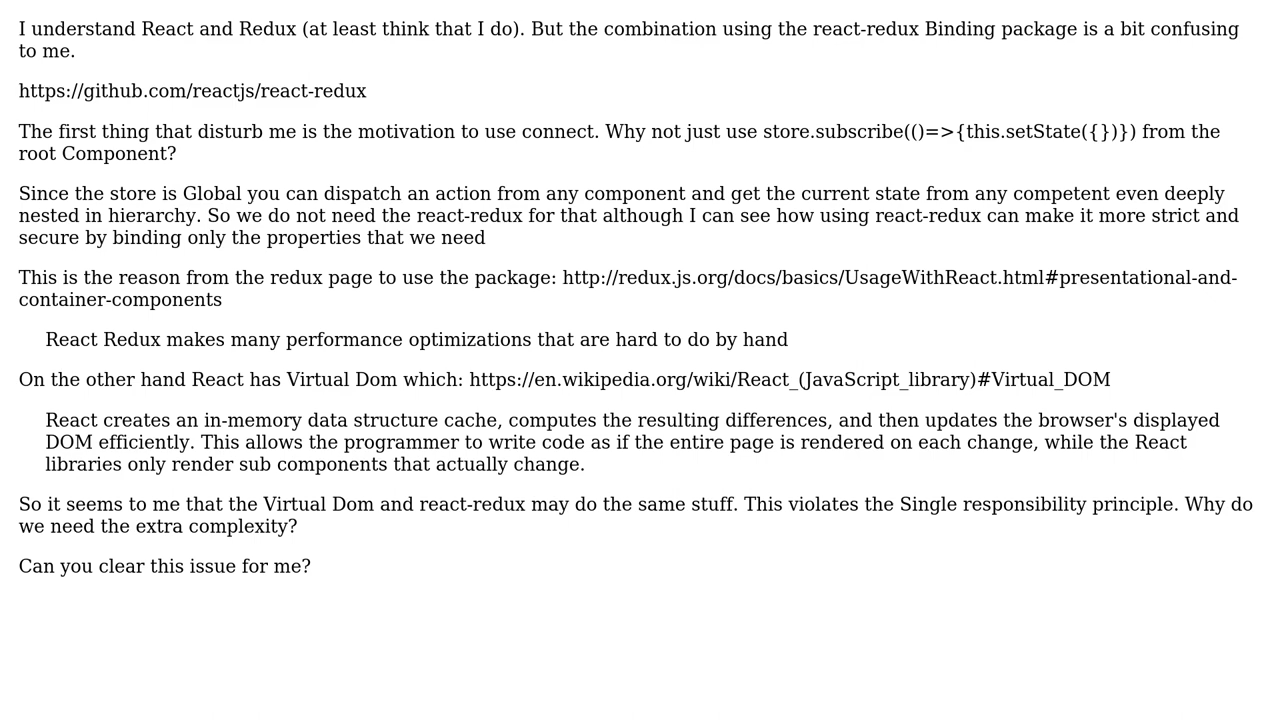 I understand React and Redux (at least think that I do). But the combination using the react-redux Binding package is a bit confusing
to me.
https://github.com/reactjs/react-redux
The first thing that disturb me is the motivation to use connect. Why not just use store.subscribe(()=>{this.setState({})}) from the
root Component?
Since the store is Global you can dispatch an action from any component and get the current state from any competent even deeply
nested in hierarchy. So we do not need the react-redux for that although I can see how using react-redux can make it more strict and
secure by binding only the properties that we need
This is the reason from the redux page to use the package: http://redux.js.org/docs/basics/UsageWithReact.html#presentational-and-
container-components
React Redux makes many performance optimizations that are hard to do by hand
On the other hand React has Virtual Dom which: https://en.wikipedia.org/wiki/React_(JavaScript_library)#Virtual_DOM
React creates an in-memory data structure cache, computes the resulting differences, and then updates the browser's displayed
DOM efficiently. This allows the programmer to write code as if the entire page is rendered on each change, while the React
libraries only render sub components that actually change.
So it seems to me that the Virtual Dom and react-redux may do the same stuff. This violates the Single responsibility principle. Why do
we need the extra complexity?
Can you clear this issue for me?